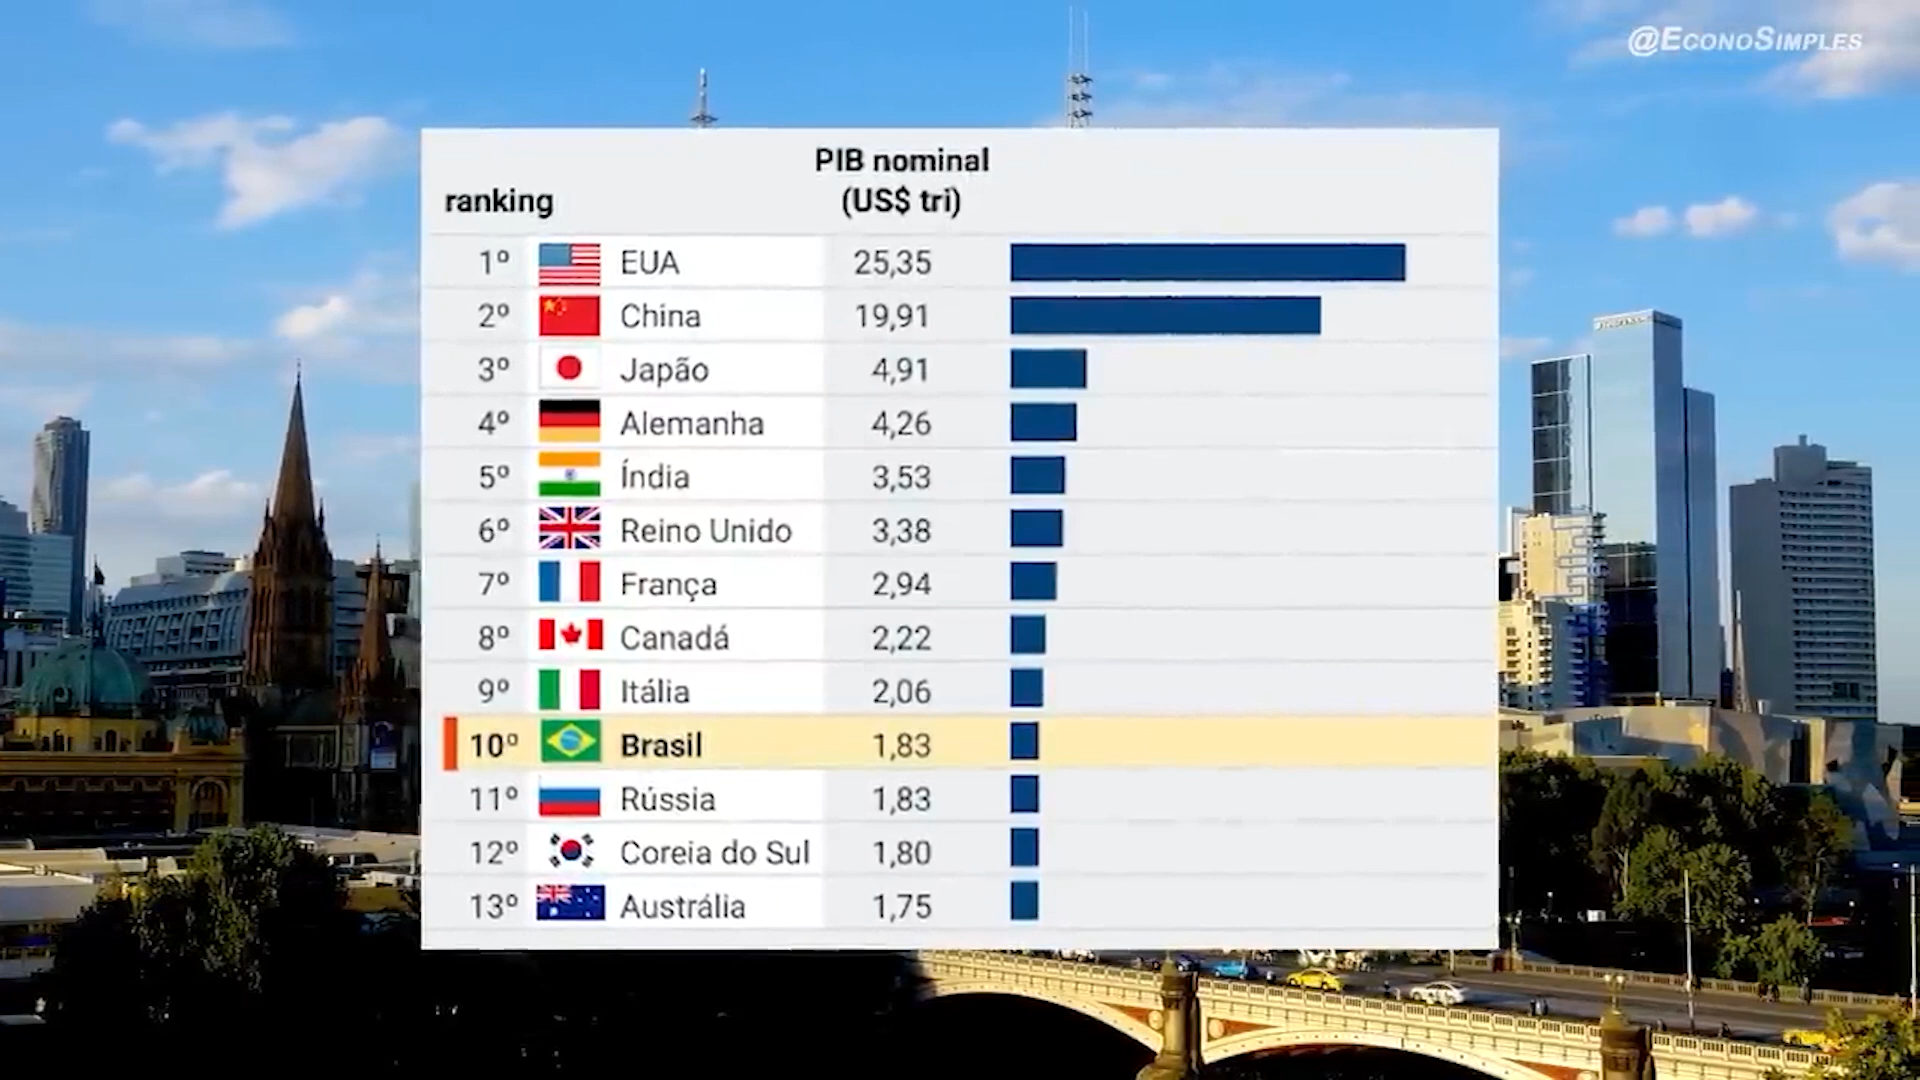 @EconoSimples
PIB nominal
ranking (US$ tri)
1º EUA 25,35
2º China 19,91
3º Japão 4,91
4º Alemanha 4,26
5º Índia 3,53
6º Reino Unido 3,38
7º França 2,94
8º Canadá 2,22
9º Itália 2,06
10º Brasil 1,83
11º Rússia 1,83
12º Coreia do Sul 1,80
13º Austrália 1,75